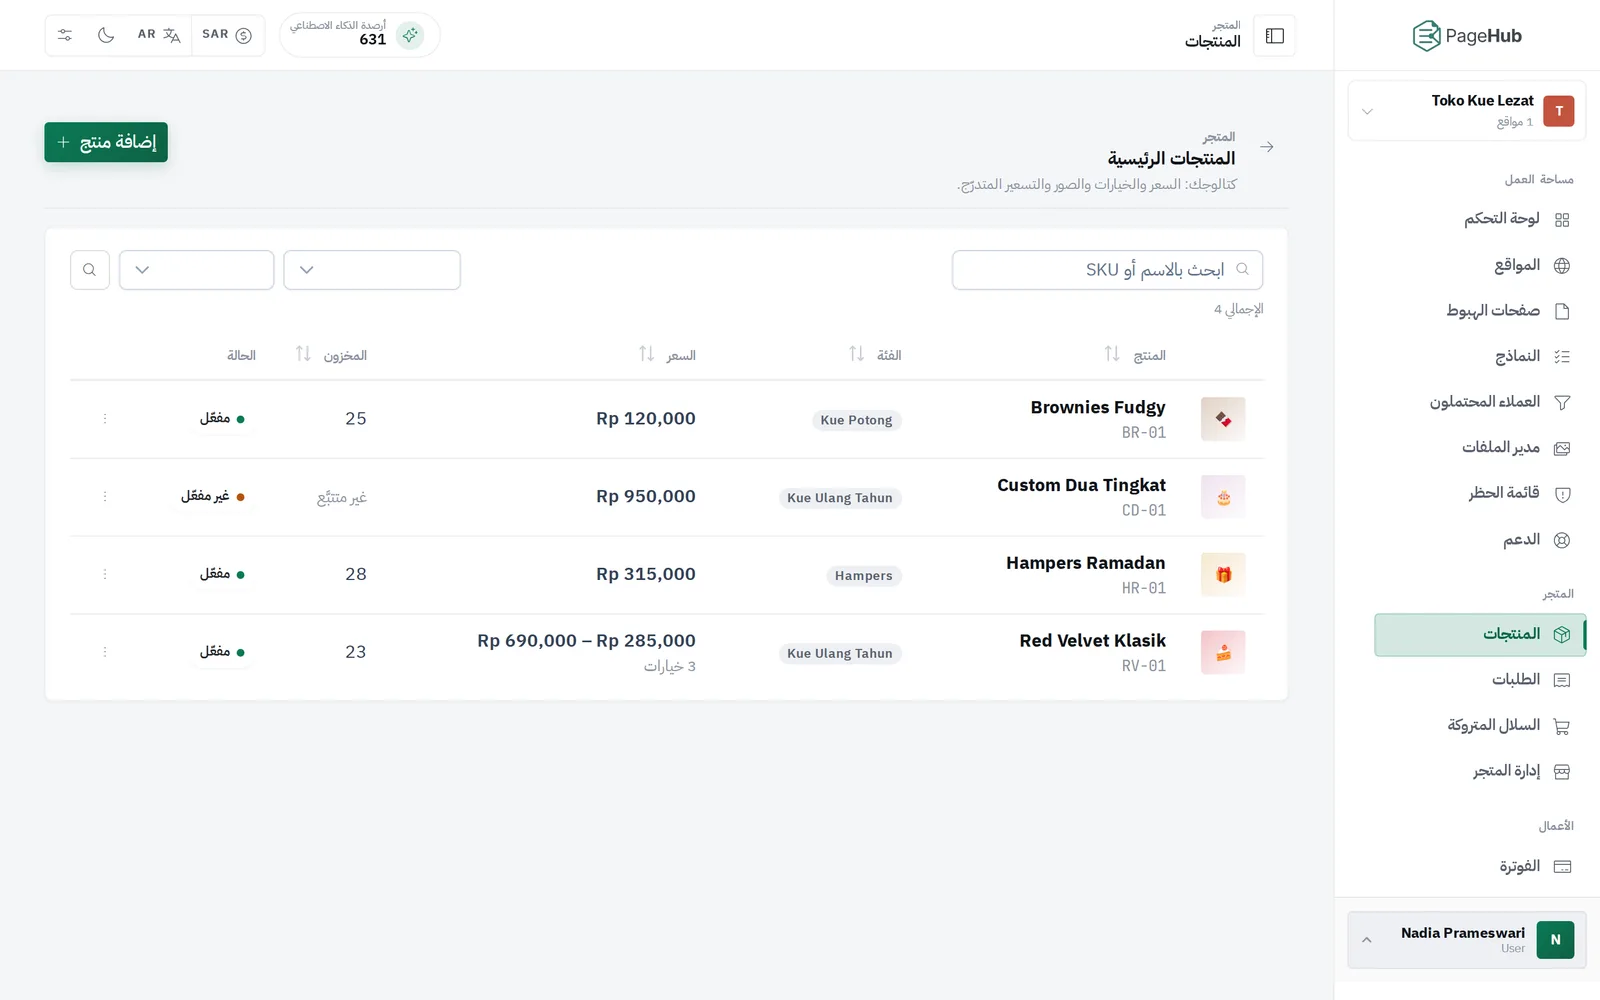 PageHub
المتجر
المنتجات
أرصدة الذكاء الاصطناعي
631
SAR
AR
Toko Kue Lezat
1 مواقع
T
مساحة العمل
لوحة التحكم
المواقع
صفحات الهبوط
النماذج
العملاء المحتملون
مدير الملفات
قائمة الحظر
الدعم
المتجر
المنتجات
الطلبات
السلال المتروكة
إدارة المتجر
الأعمال
الفوترة
Nadia Prameswari
User
N
المتجر
المنتجات الرئيسية
كتالوجك: السعر والخيارات والصور والتسعير المتدرّج.
إضافة منتج +
ابحث بالاسم أو SKU
الإجمالي 4
المنتج الفئة السعر المخزون الحالة
Brownies Fudgy
BR-01
Kue Potong
Rp 120,000
25
مفعّل
Custom Dua Tingkat
CD-01
Kue Ulang Tahun
Rp 950,000
غير متتبَّع
غير مفعّل
Hampers Ramadan
HR-01
Hampers
Rp 315,000
28
مفعّل
Red Velvet Klasik
RV-01
Kue Ulang Tahun
Rp 690,000 – Rp 285,000
3 خيارات
23
مفعّل